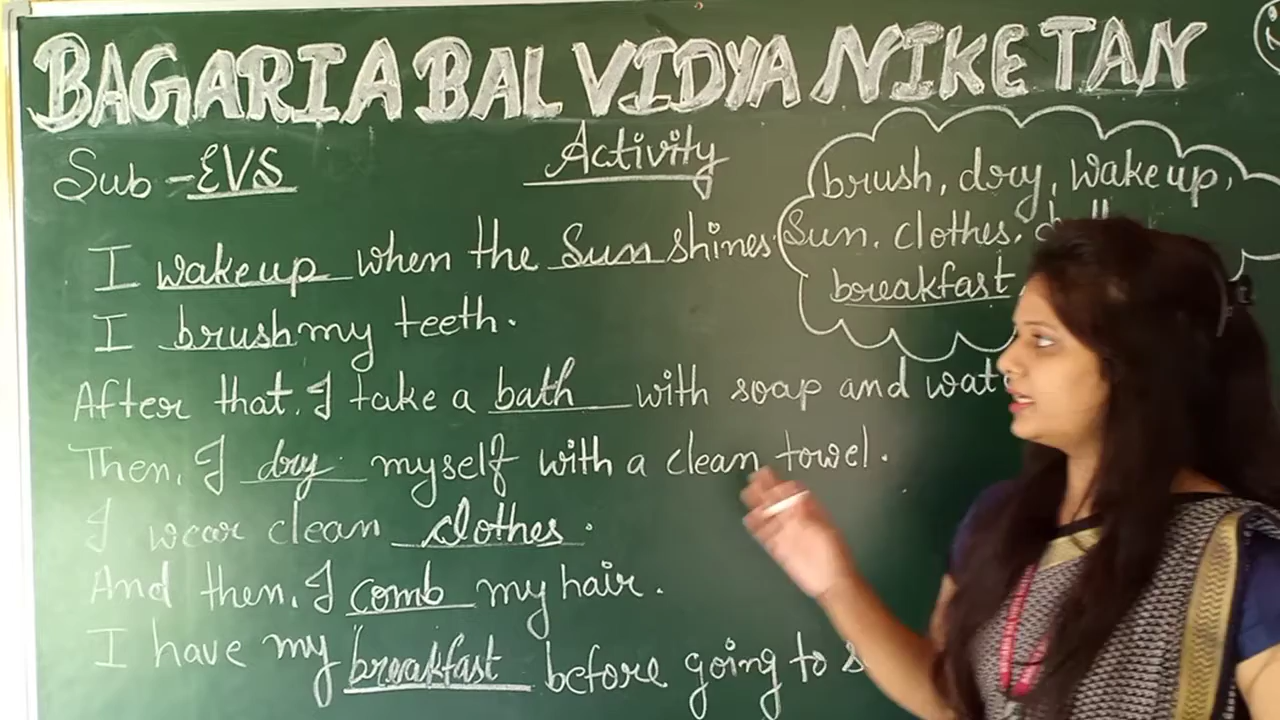 BAGARIA BAL VIDYA NIKETAN
Sub - EVS
Activity
brush, dry, wake up,
Sun, clothes,
breakfast
I wake up when the Sun shines.
I brush my teeth.
After that, I take a bath with soap and
Then, I dry myself with a clean towel.
I wear clean clothes.
And then, I comb my hair.
I have my breakfast before going to